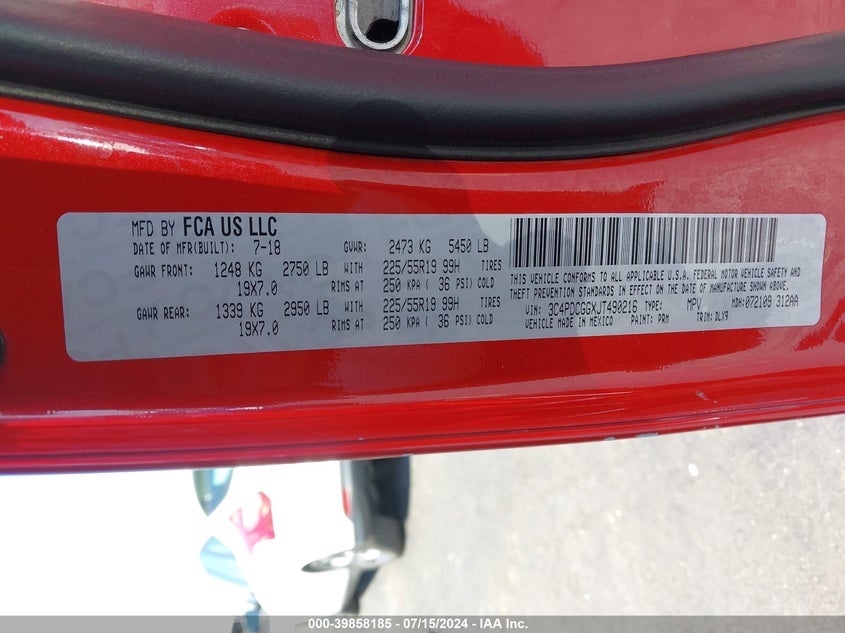 MFD BY FCA US LLC
DATE OF MFR(BUILT): 7-18 GVWR: 2473 KG 5450 LB
GAWR FRONT: 1248 KG 2750 LB WITH 225/55R19 99H TIRES
19X7.0 RIMS AT 250 KPA ( 36 PSI) COLD
GAWR REAR: 1339 KG 2950 LB WITH 225/55R19 99H TIRES
19X7.0 RIMS AT 250 KPA ( 36 PSI) COLD
THIS VEHICLE CONFORMS TO ALL APPLICABLE U.S.A. FEDERAL MOTOR VEHICLE SAFETY AND
THEFT PREVENTION STANDARDS IN EFFECT ON THE DATE OF MANUFACTURE SHOWN ABOVE.
VIN: 3C4PDCGGXJT490216 TYPE: MPV MDH: 072109 312AA
VEHICLE MADE IN MEXICO PAINT: PRM TRIM: DLX9
000-39858185 - 07/15/2024 - IAA Inc.